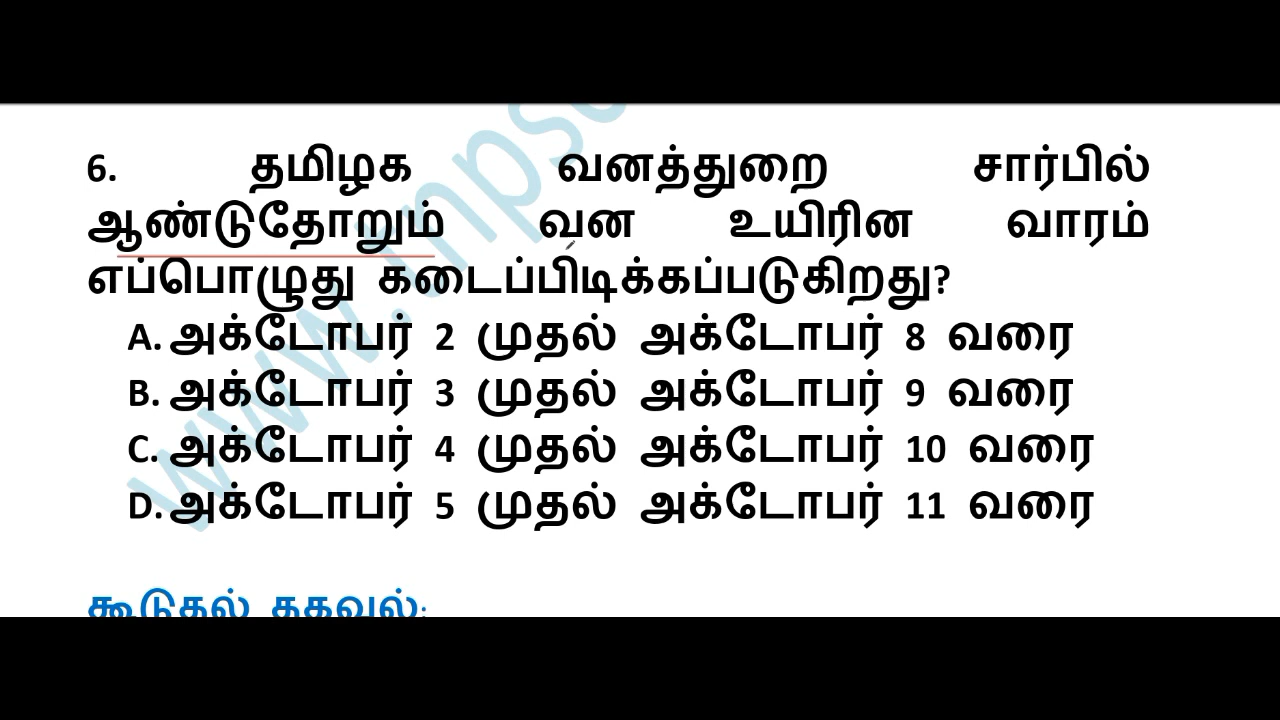 6. தமிழக வனத்துறை சார்பில்
ஆண்டுதோறும் வன உயிரின வாரம்
எப்பொழுது கடைப்பிடிக்கப்படுகிறது?
A. அக்டோபர் 2 முதல் அக்டோபர் 8 வரை
B. அக்டோபர் 3 முதல் அக்டோபர் 9 வரை
C. அக்டோபர் 4 முதல் அக்டோபர் 10 வரை
D. அக்டோபர் 5 முதல் அக்டோபர் 11 வரை
கூடுதல் தகவல்:
www.tnpsc